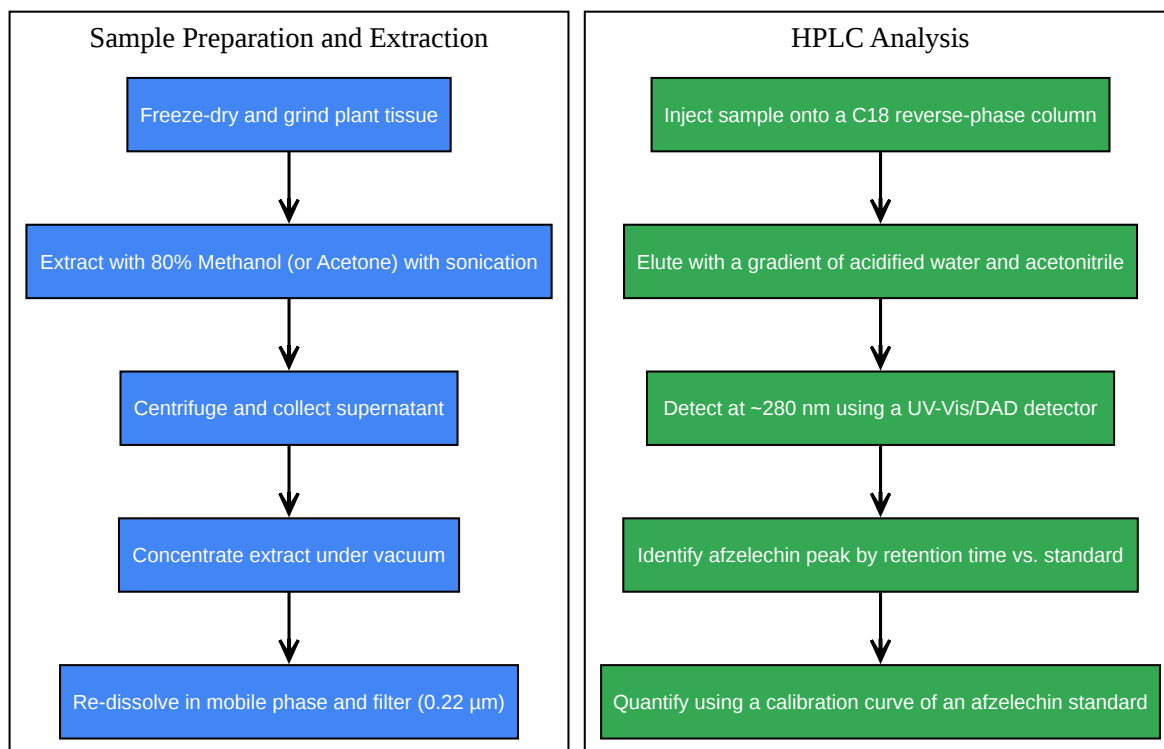 Sample Preparation and Extraction
Freeze-dry and grind plant tissue
Extract with 80% Methanol (or Acetone) with sonication
Centrifuge and collect supernatant
Concentrate extract under vacuum
Re-dissolve in mobile phase and filter (0.22 µm)
HPLC Analysis
Inject sample onto a C18 reverse-phase column
Elute with a gradient of acidified water and acetonitrile
Detect at ~280 nm using a UV-Vis/DAD detector
Identify afzelechin peak by retention time vs. standard
Quantify using a calibration curve of an afzelechin standard